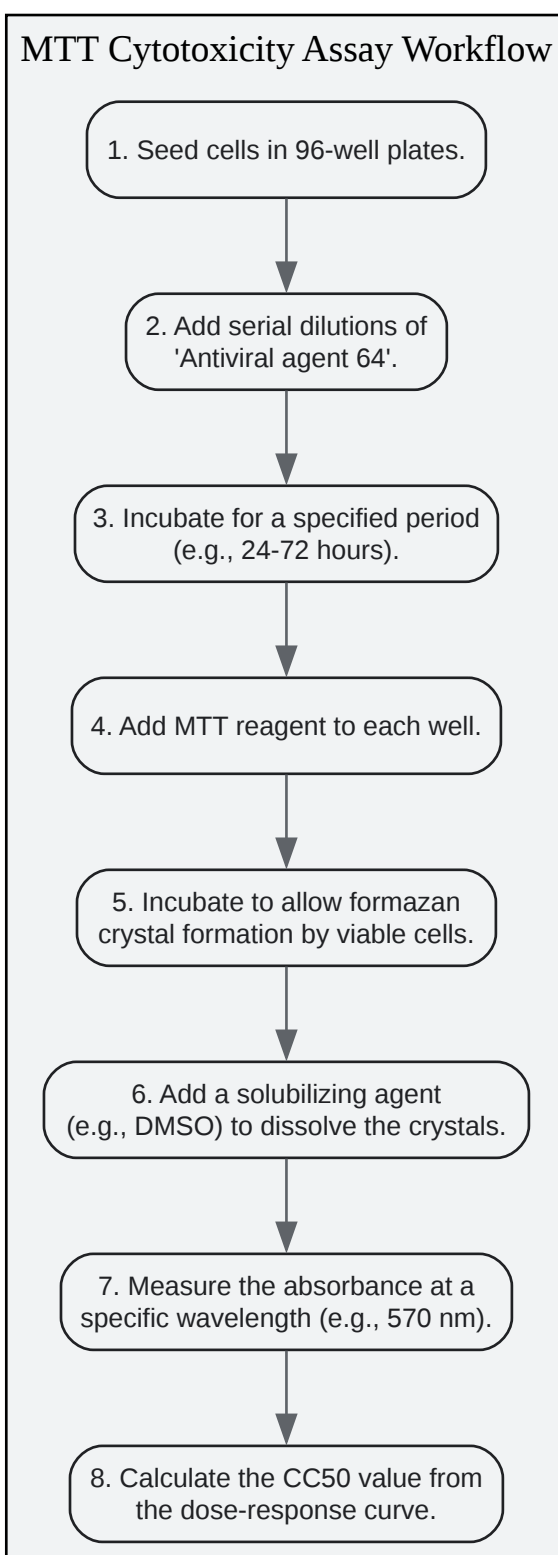 MTT Cytotoxicity Assay Workflow
1. Seed cells in 96-well plates.
2. Add serial dilutions of
'Antiviral agent 64'.
3. Incubate for a specified period
(e.g., 24-72 hours).
4. Add MTT reagent to each well.
5. Incubate to allow formazan
crystal formation by viable cells.
6. Add a solubilizing agent
(e.g., DMSO) to dissolve the crystals.
7. Measure the absorbance at a
specific wavelength (e.g., 570 nm).
8. Calculate the CC50 value from
the dose-response curve.